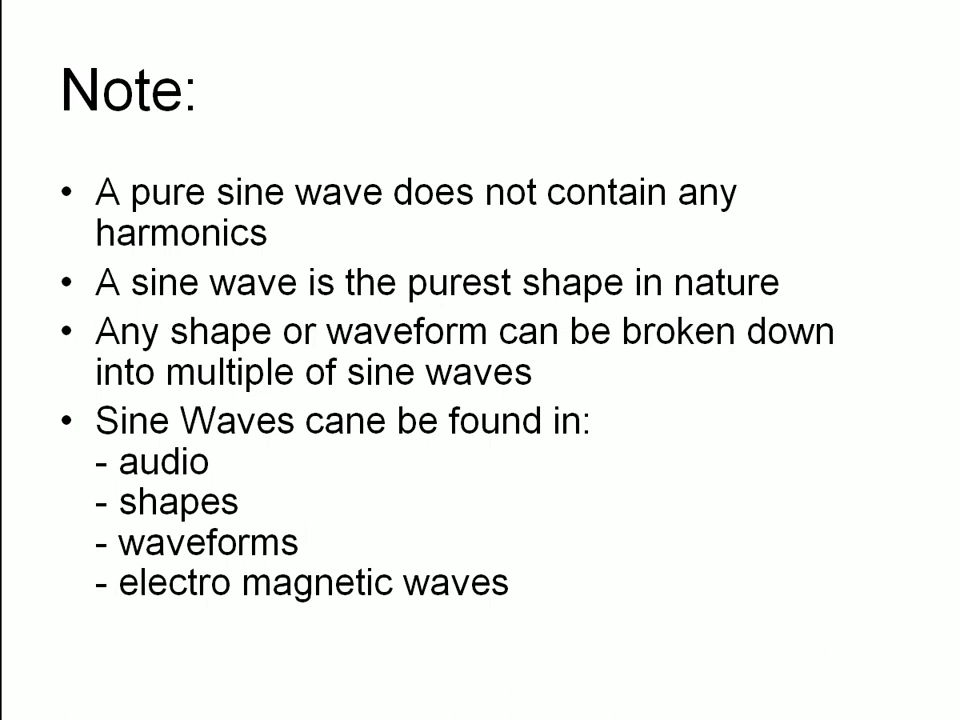 Note:
• A pure sine wave does not contain any
harmonics
• A sine wave is the purest shape in nature
• Any shape or waveform can be broken down
into multiple of sine waves
• Sine Waves cane be found in:
- audio
- shapes
- waveforms
- electro magnetic waves